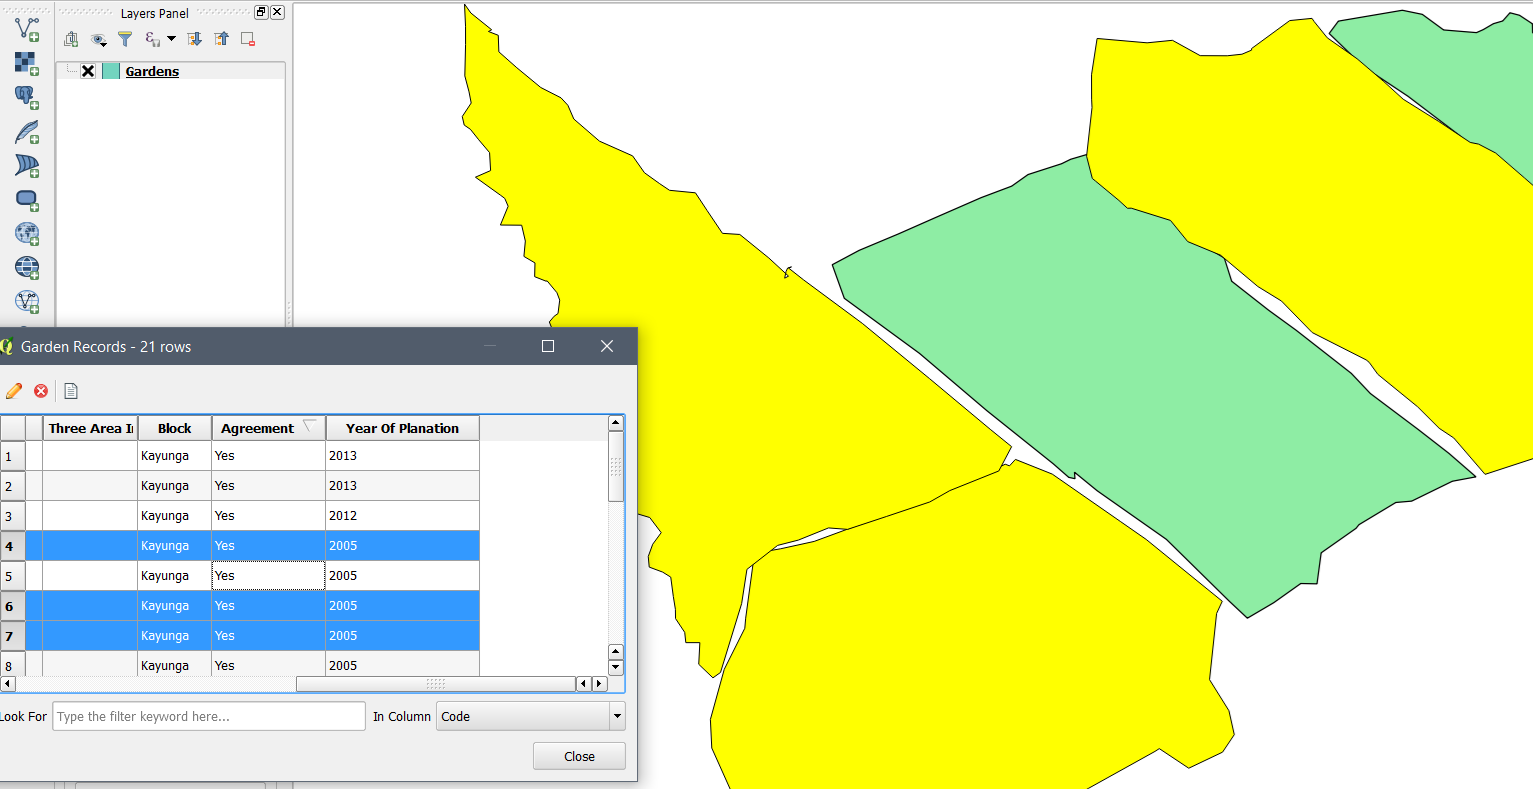 Layers Panel
Gardens
Garden Records - 21 rows
Three Area I
Block
Agreement
Year Of Planation
1 Kayunga Yes 2013
2 Kayunga Yes 2013
3 Kayunga Yes 2012
4 Kayunga Yes 2005
5 Kayunga Yes 2005
6 Kayunga Yes 2005
7 Kayunga Yes 2005
8 Kayunga Yes 2005
Look For
Type the filter keyword here...
In Column
Code
Close